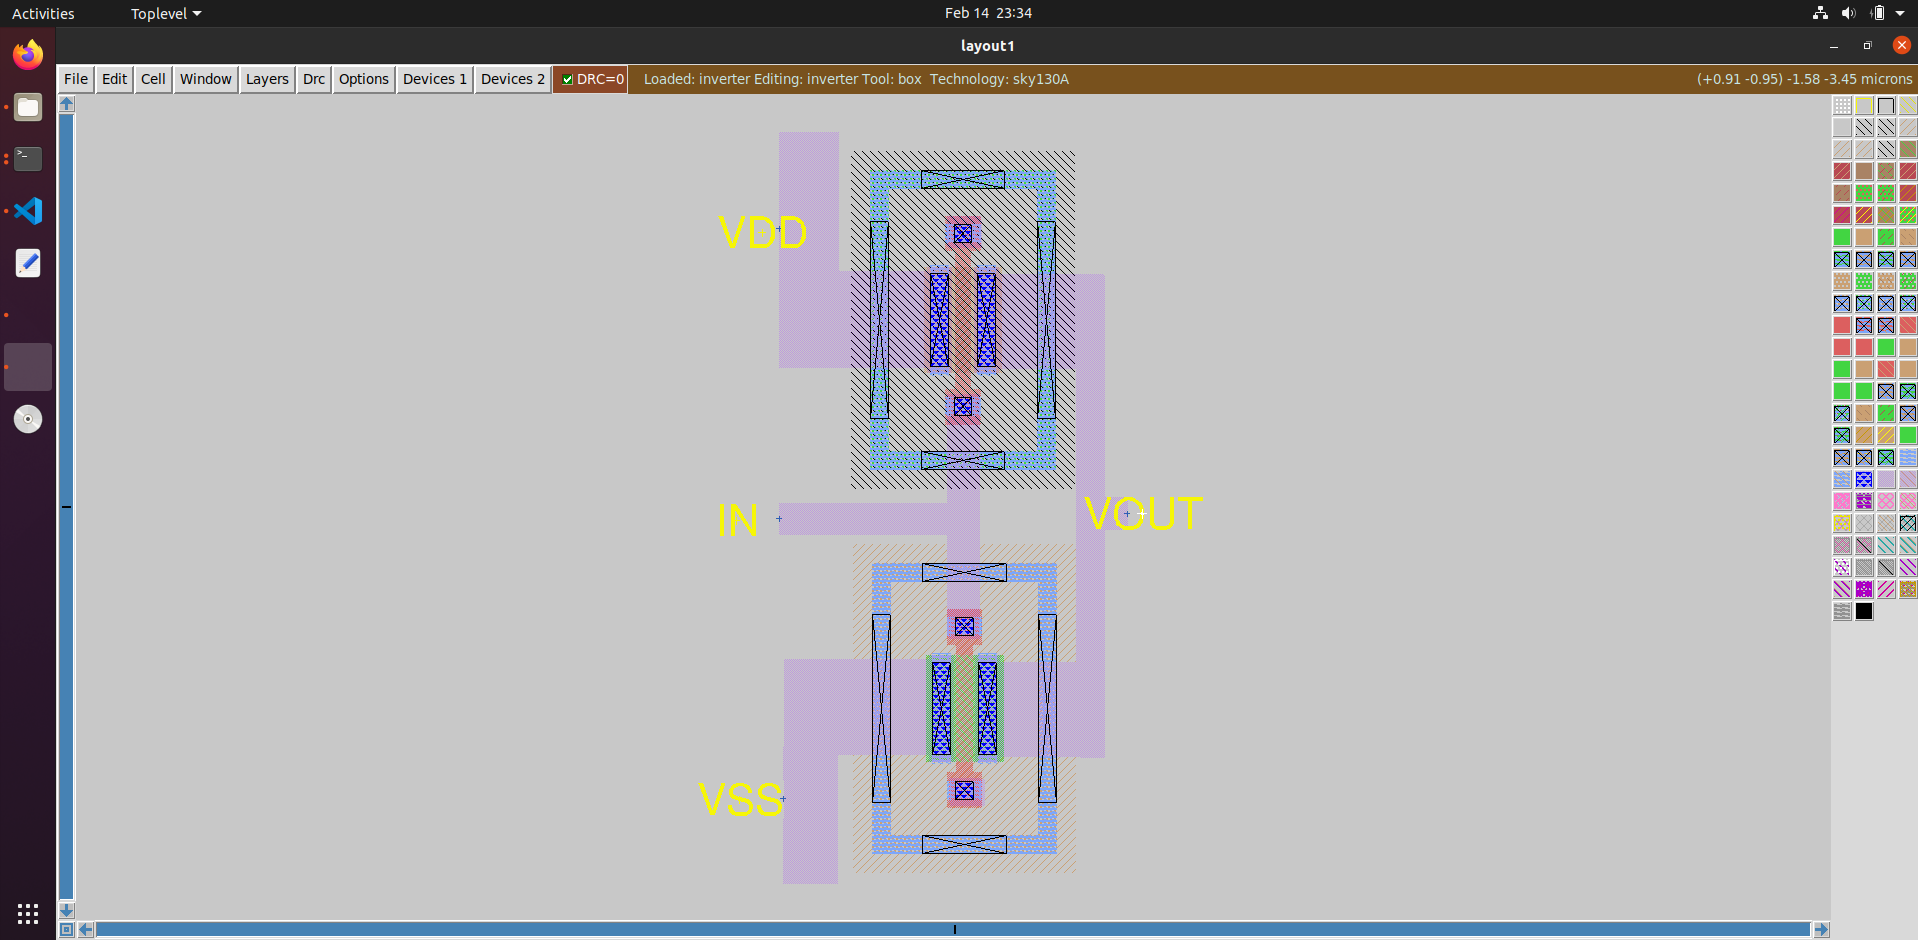 Activities Toplevel Feb 14 23:34
layout1
File Edit Cell Window Layers Drc Options Devices 1 Devices 2 DRC=0 Loaded: inverter Editing: inverter Tool: box Technology: sky130A (+0.91 -0.95) -1.58 -3.45 microns
VDD
IN
VOUT
VSS